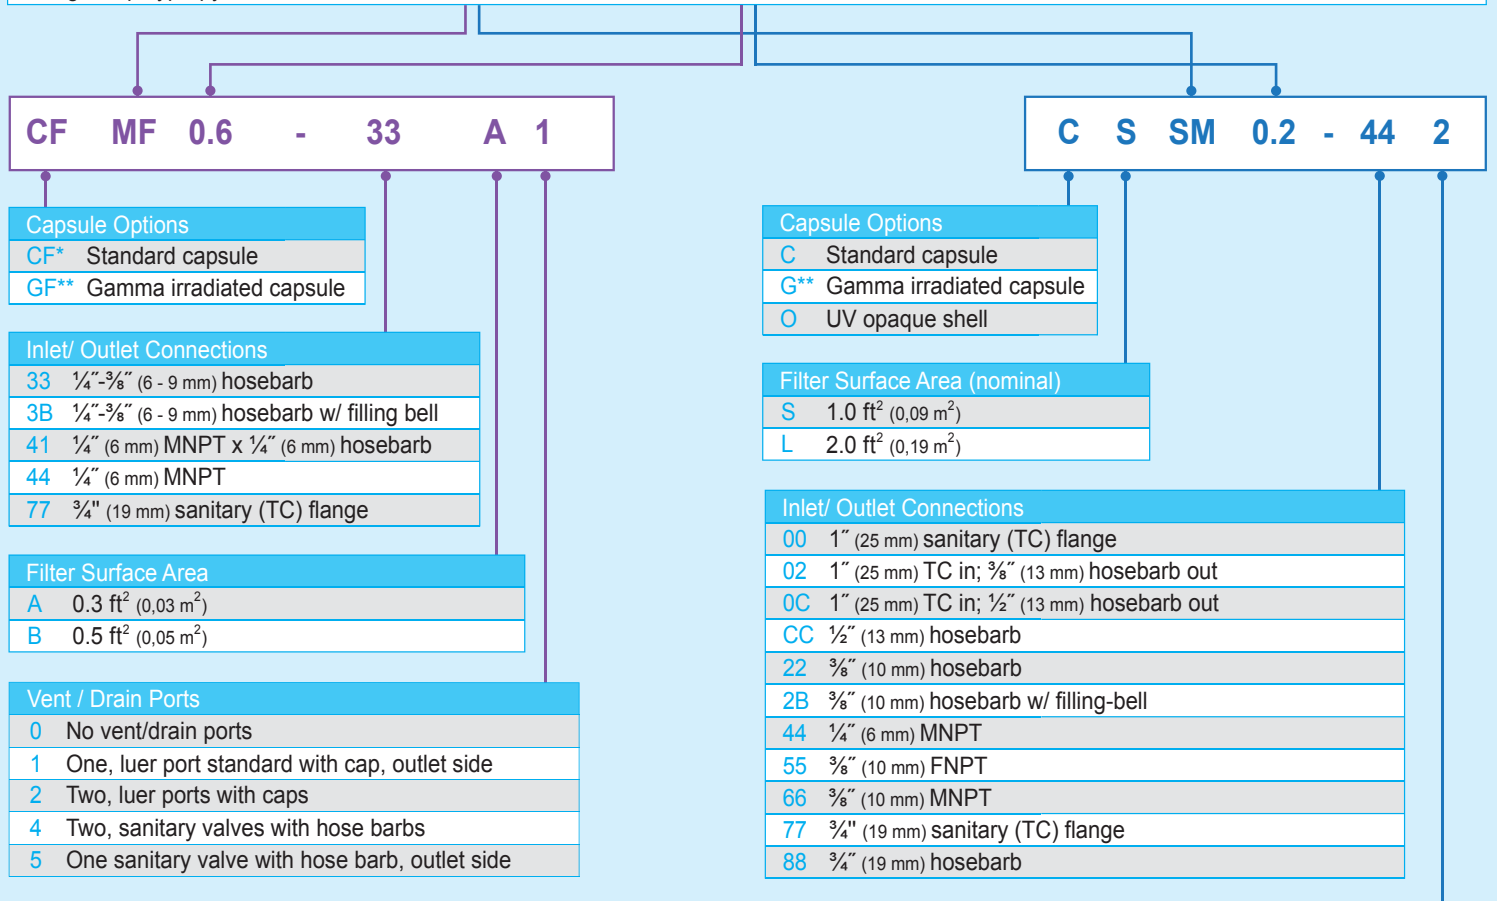 CF MF 0.6 - 33 A 1
Capsule Options
CF* Standard capsule
GF** Gamma irradiated capsule
Inlet/ Outlet Connections
33 ¼˝-⅜˝ (6 - 9 mm) hosebarb
3B ¼˝-⅜˝ (6 - 9 mm) hosebarb w/ filling bell
41 ¼˝ (6 mm) MNPT x ¼˝ (6 mm) hosebarb
44 ¼˝ (6 mm) MNPT
77 ¾" (19 mm) sanitary (TC) flange
Filter Surface Area
A 0.3 ft² (0,03 m²)
B 0.5 ft² (0,05 m²)
Vent / Drain Ports
0 No vent/drain ports
1 One, luer port standard with cap, outlet side
2 Two, luer ports with caps
4 Two, sanitary valves with hose barbs
5 One sanitary valve with hose barb, outlet side
C S SM 0.2 - 44 2
Capsule Options
C Standard capsule
G** Gamma irradiated capsule
O UV opaque shell
Filter Surface Area (nominal)
S 1.0 ft² (0,09 m²)
L 2.0 ft² (0,19 m²)
Inlet/ Outlet Connections
00 1˝ (25 mm) sanitary (TC) flange
02 1˝ (25 mm) TC in; ⅜˝ (13 mm) hosebarb out
0C 1˝ (25 mm) TC in; ½˝ (13 mm) hosebarb out
CC ½˝ (13 mm) hosebarb
22 ⅜˝ (10 mm) hosebarb
2B ⅜˝ (10 mm) hosebarb w/ filling-bell
44 ¼˝ (6 mm) MNPT
55 ⅜˝ (10 mm) FNPT
66 ⅜˝ (10 mm) MNPT
77 ¾" (19 mm) sanitary (TC) flange
88 ¾˝ (19 mm) hosebarb